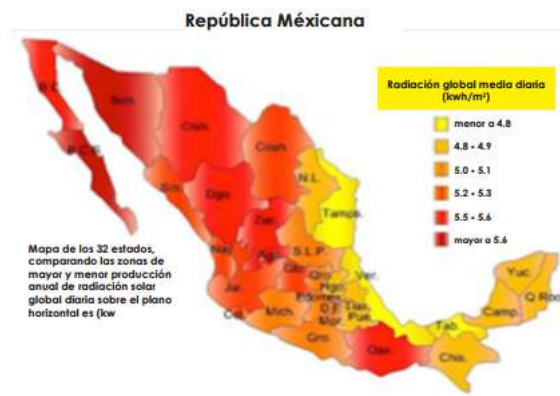 República Méxicana
Radiación global media diaria
(kwh/m²)
menor a 4.8
4.8 - 4.9
5.0 - 5.1
5.2 - 5.3
5.5 - 5.6
mayor a 5.6
B.C.
Son.
Chih.
Coah.
B.C.S.
N.L.
Sin.
Dgo.
Tamps.
Zac.
Mapa de los 32 estados,
comparando las zonas de
mayor y menor producción
anual de radiación solar
global diaria sobre el plano
horizontal es (kw
Nay.
Ags.
S.L.P.
Jal.
Gto.
Qro.
Ver.
Hgo.
Yuc.
Q Roo
Camp.
Col.
Mich.
Edomex.
D.F.
Tlax.
Mor.
Pue.
Tab.
Gro.
Oax.
Chis.